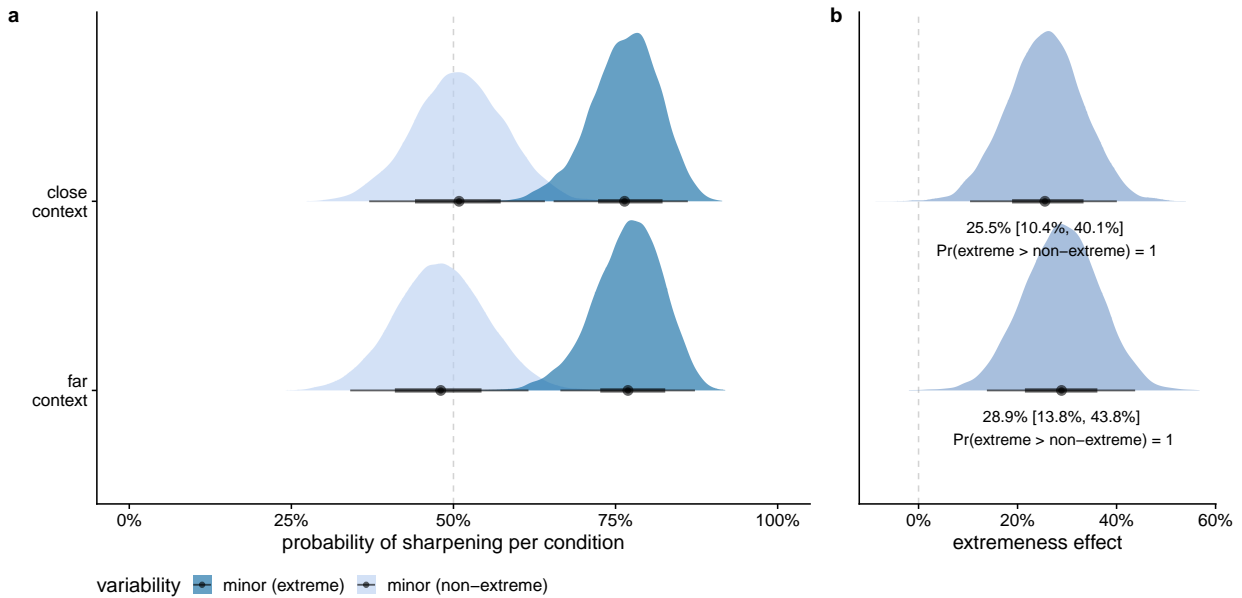 a
close
context
far
context
0%
25%
50%
75%
100%
probability of sharpening per condition
variability
minor (extreme)
minor (non−extreme)
b
25.5% [10.4%, 40.1%]
Pr(extreme > non−extreme) = 1
28.9% [13.8%, 43.8%]
Pr(extreme > non−extreme) = 1
0%
20%
40%
60%
extremeness effect